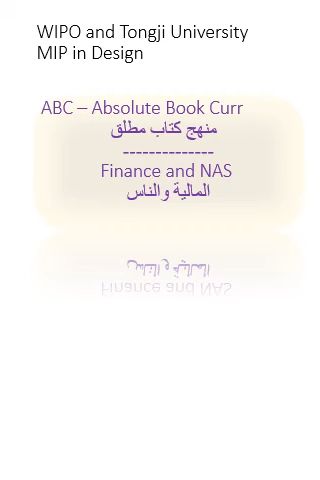 WIPO and Tongji University
MIP in Design
ABC – Absolute Book Curr
منهج كتاب مطلق
--------------
Finance and NAS
المالية والناس